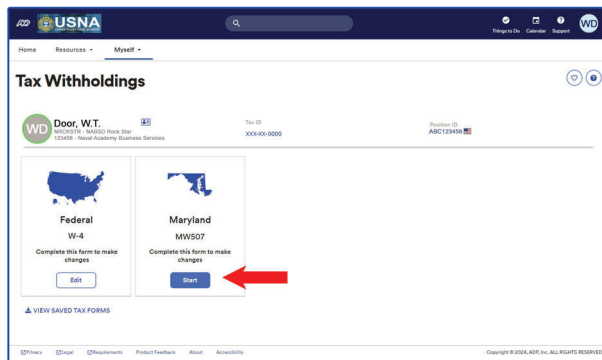 ADP USNA
Things to Do Calendar Support WD
Home Resources Myself
Tax Withholdings
WD
Door, W.T.
NRCKSTR - NABSD Rock Star
123456 - Naval Academy Business Services
Tax ID
XXX-XX-0000
Position ID
ABC123456
Federal
W-4
Complete this form to make
changes
Edit
Maryland
MW507
Complete this form to make
changes
Start
VIEW SAVED TAX FORMS
Privacy Legal Requirements Product Feedback About Accessibility
Copyright © 2024, ADP, Inc. ALL RIGHTS RESERVED